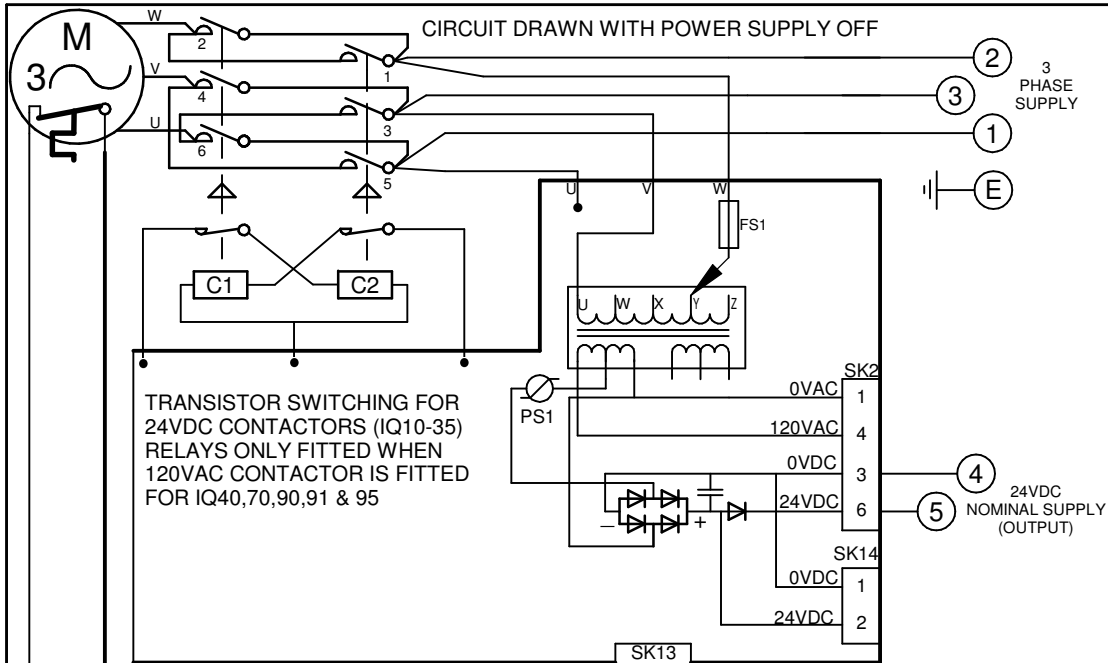 CIRCUIT DRAWN WITH POWER SUPPLY OFF
M
3
W
V
U
2
1
4
3
6
5
2
3
1
E
3
PHASE
SUPPLY
U
V
W
FS1
C1
C2
U
W
X
Y
Z
TRANSISTOR SWITCHING FOR
24VDC CONTACTORS (IQ10-35)
RELAYS ONLY FITTED WHEN
120VAC CONTACTOR IS FITTED
FOR IQ40,70,90,91 & 95
PS1
SK2
0VAC
1
120VAC
4
0VDC
3
24VDC
6
4
5
24VDC
NOMINAL SUPPLY
(OUTPUT)
–
+
SK14
0VDC
1
24VDC
2
SK13